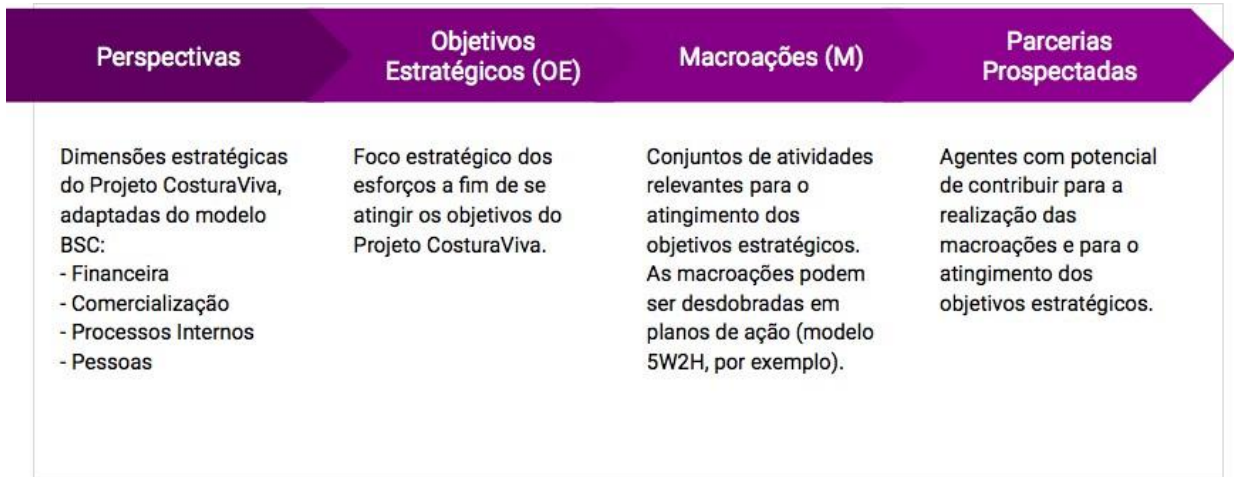 Perspectivas
Objetivos
Estratégicos (OE)
Macroações (M)
Parcerias
Prospectadas
Dimensões estratégicas
do Projeto CosturaViva,
adaptadas do modelo
BSC:
- Financeira
- Comercialização
- Processos Internos
- Pessoas
Foco estratégico dos
esforços a fim de se
atingir os objetivos do
Projeto CosturaViva.
Conjuntos de atividades
relevantes para o
atingimento dos
objetivos estratégicos.
As macroações podem
ser desdobradas em
planos de ação (modelo
5W2H, por exemplo).
Agentes com potencial
de contribuir para a
realização das
macroações e para o
atingimento dos
objetivos estratégicos.